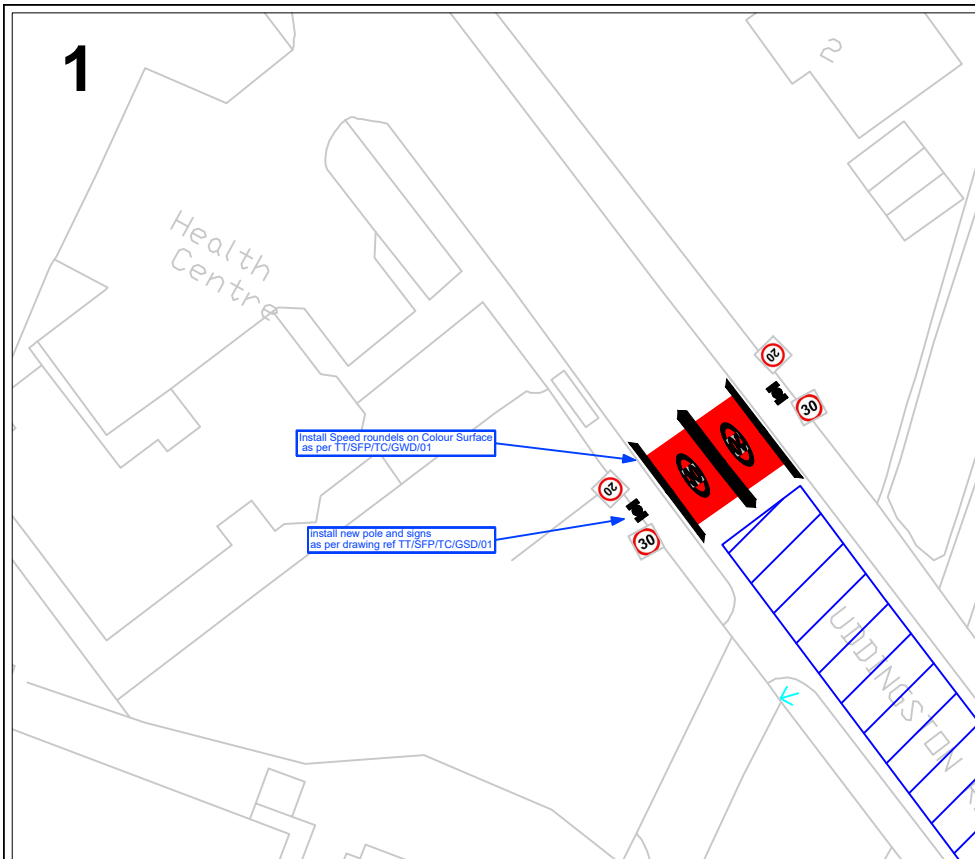 1
2
Health
Centre
20
30
Install Speed roundels on Colour Surface
as per TT/SFP/TC/GWD/01
20
install new pole and signs
as per drawing ref TT/SFP/TC/GSD/01
30
UDDINGSTON